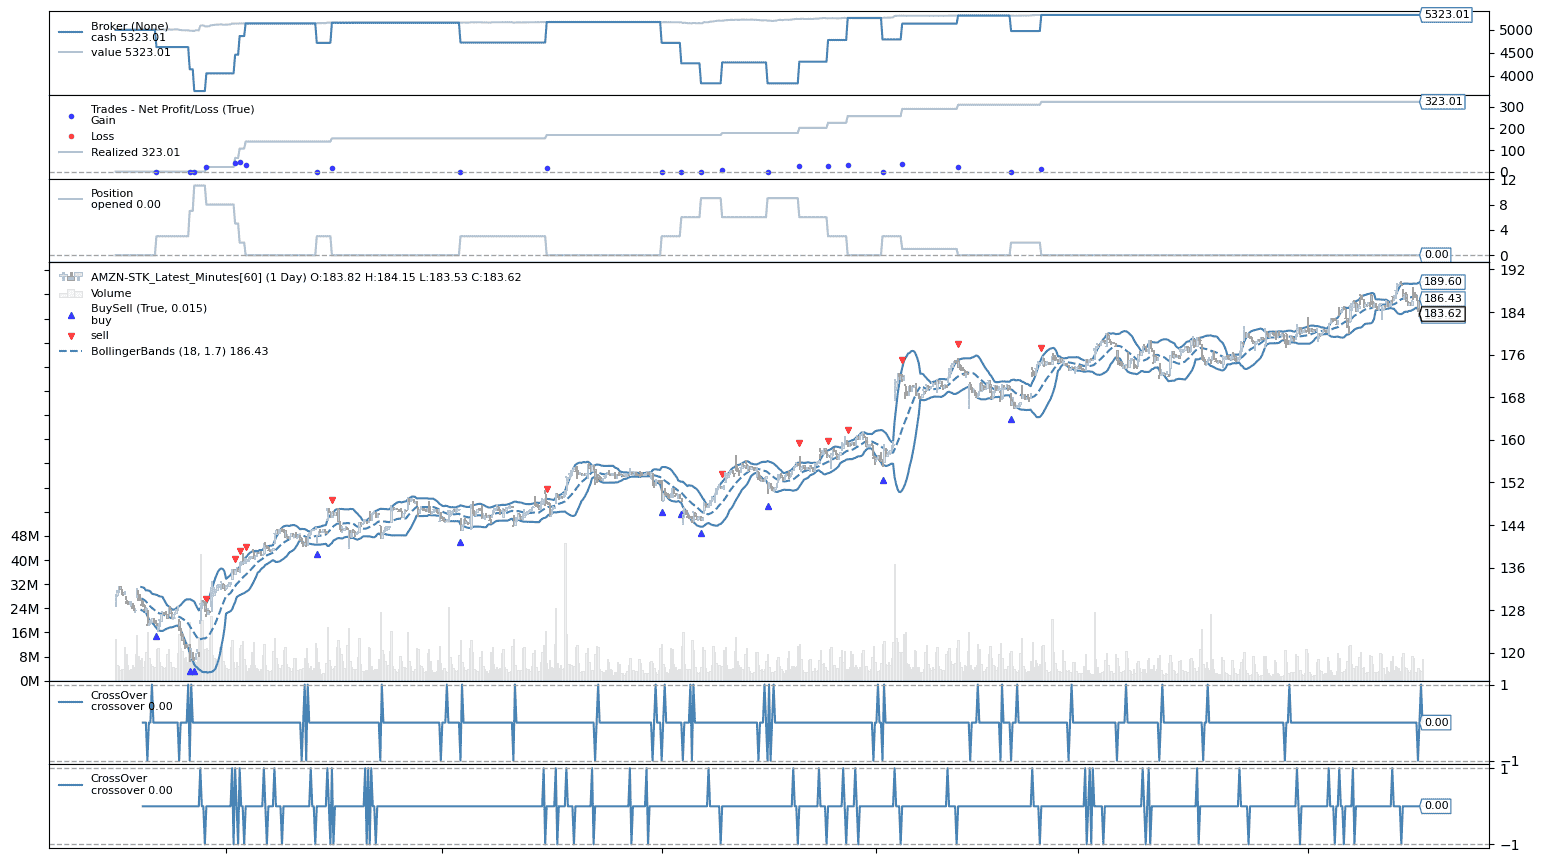 Broker (None)
cash 5323.01
value 5323.01
5323.01
5000
4500
4000
Trades - Net Profit/Loss (True)
Gain
Loss
Realized 323.01
323.01
300
200
100
0
Position
opened 0.00
12
8
4
0
0.00
AMZN-STK_Latest_Minutes[60] (1 Day) O:183.82 H:184.15 L:183.53 C:183.62
Volume
BuySell (True, 0.015)
buy
sell
BollingerBands (18, 1.7) 186.43
189.60
186.43
183.62
192
184
176
168
160
152
144
136
128
120
48M
40M
32M
24M
16M
8M
0M
CrossOver
crossover 0.00
1
0.00
−1
CrossOver
crossover 0.00
1
0.00
−1